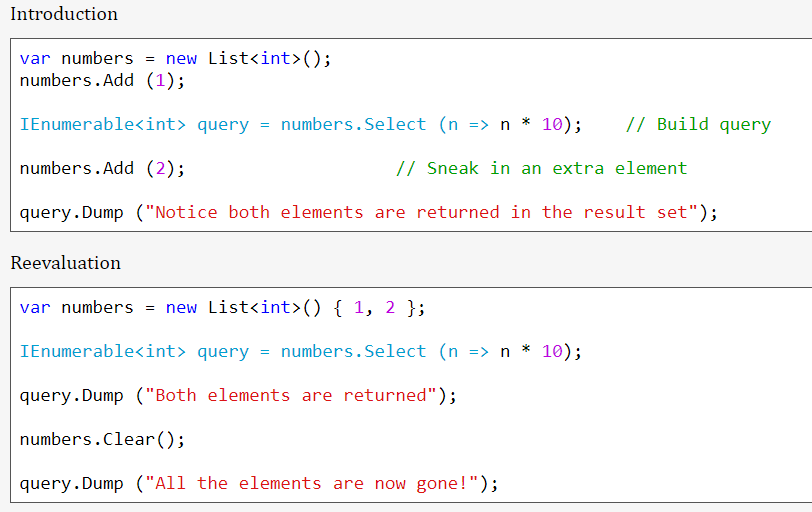 Introduction
var numbers = new List<int>();
numbers.Add (1);
IEnumerable<int> query = numbers.Select (n => n * 10);    // Build query
numbers.Add (2);                    // Sneak in an extra element
query.Dump ("Notice both elements are returned in the result set");
Reevaluation
var numbers = new List<int>() { 1, 2 };
IEnumerable<int> query = numbers.Select (n => n * 10);
query.Dump ("Both elements are returned");
numbers.Clear();
query.Dump ("All the elements are now gone!");